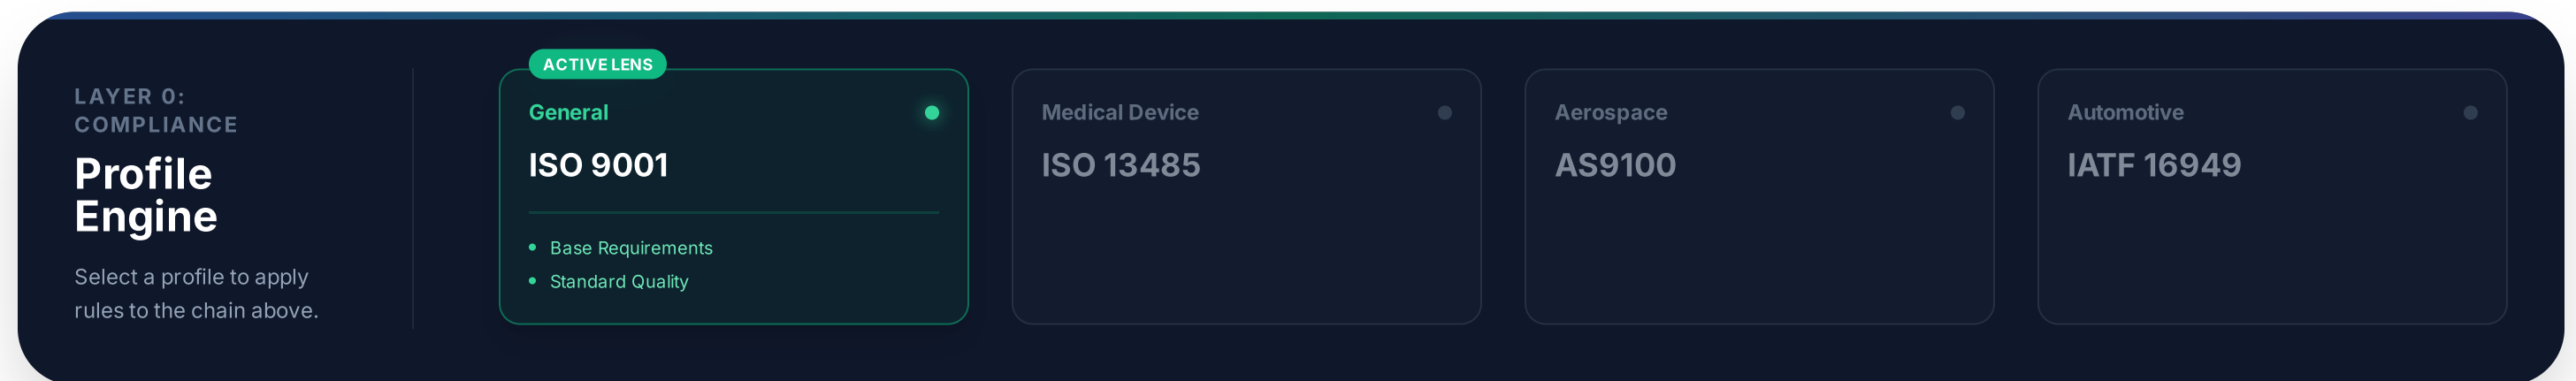 LAYER 0:
COMPLIANCE
Profile
Engine
Select a profile to apply
rules to the chain above.
ACTIVE LENS
General
ISO 9001
Base Requirements
Standard Quality
Medical Device
ISO 13485
Aerospace
AS9100
Automotive
IATF 16949